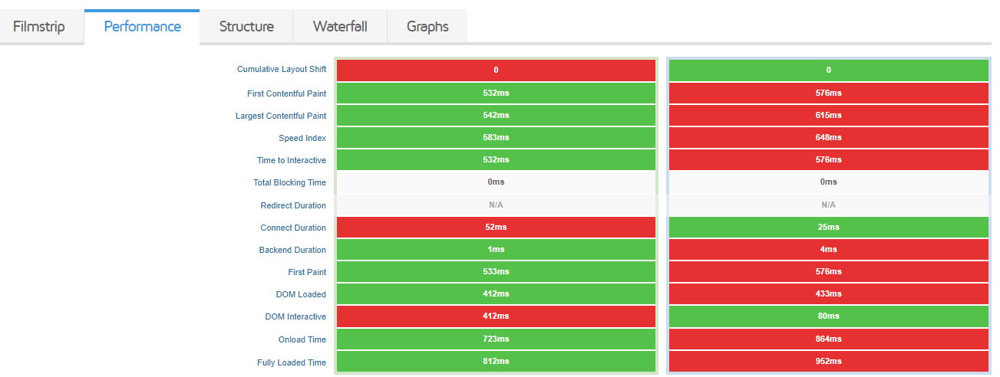 Filmstrip Performance Structure Waterfall Graphs
Cumulative Layout Shift 0 0
First Contentful Paint 532ms 576ms
Largest Contentful Paint 542ms 615ms
Speed Index 583ms 648ms
Time to Interactive 532ms 576ms
Total Blocking Time 0ms 0ms
Redirect Duration N/A N/A
Connect Duration 52ms 25ms
Backend Duration 1ms 4ms
First Paint 533ms 576ms
DOM Loaded 412ms 433ms
DOM Interactive 412ms 80ms
Onload Time 723ms 864ms
Fully Loaded Time 812ms 952ms